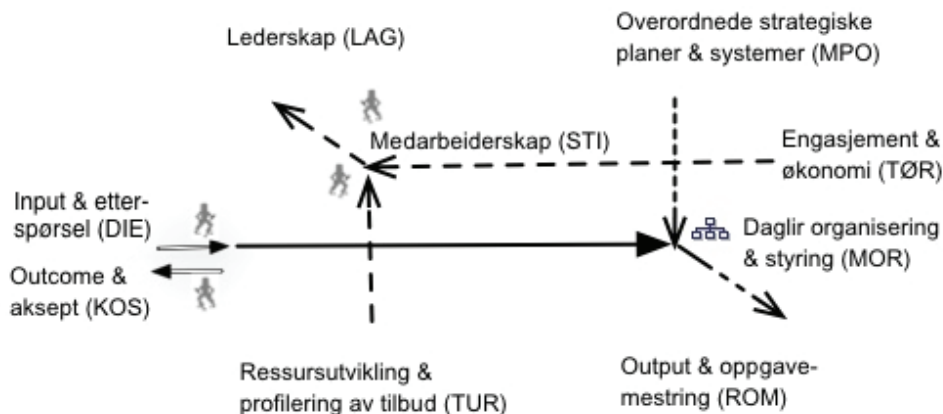 Lederskap (LAG)
Overordnede strategiske
planer & systemer (MPO)
Medarbeiderskap (STI)
Engasjement &
økonomi (TØR)
Input & etter-
spørsel (DIE)
Daglir organisering
& styring (MOR)
Outcome &
aksept (KOS)
Ressursutvikling &
profilering av tilbud (TUR)
Output & oppgave-
mestring (ROM)